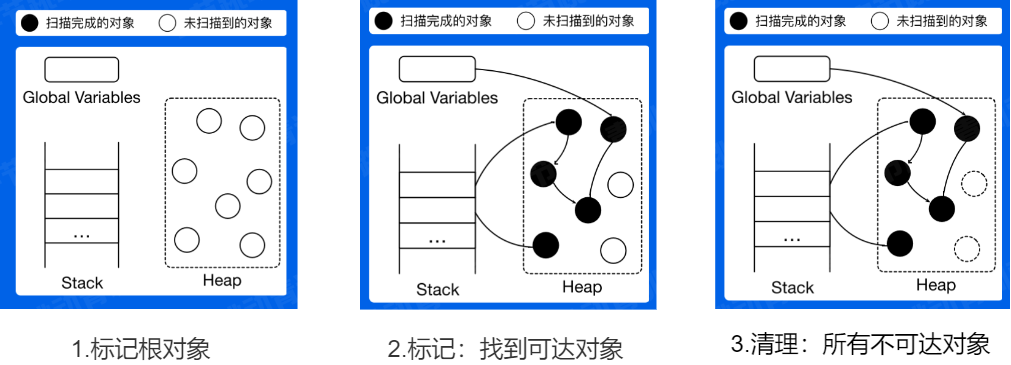 扫描完成的对象 未扫描到的对象
Global Variables
...
Stack
Heap
1.标记根对象
扫描完成的对象 未扫描到的对象
Global Variables
...
Stack
Heap
2.标记：找到可达对象
扫描完成的对象 未扫描到的对象
Global Variables
...
Stack
Heap
3.清理：所有不可达对象